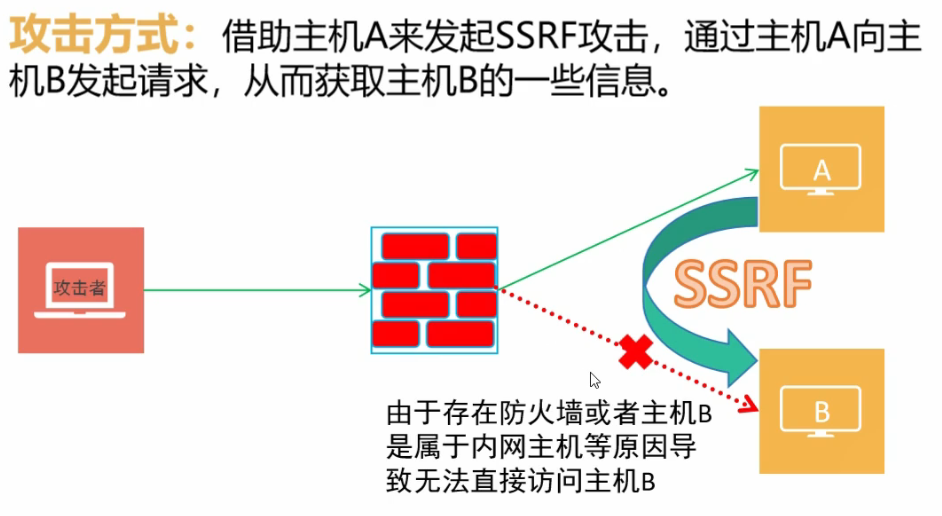 攻击方式：借助主机A来发起SSRF攻击，通过主机A向主
机B发起请求，从而获取主机B的一些信息。
A
攻击者
SSRF
B
由于存在防火墙或者主机B
是属于内网主机等原因导
致无法直接访问主机B